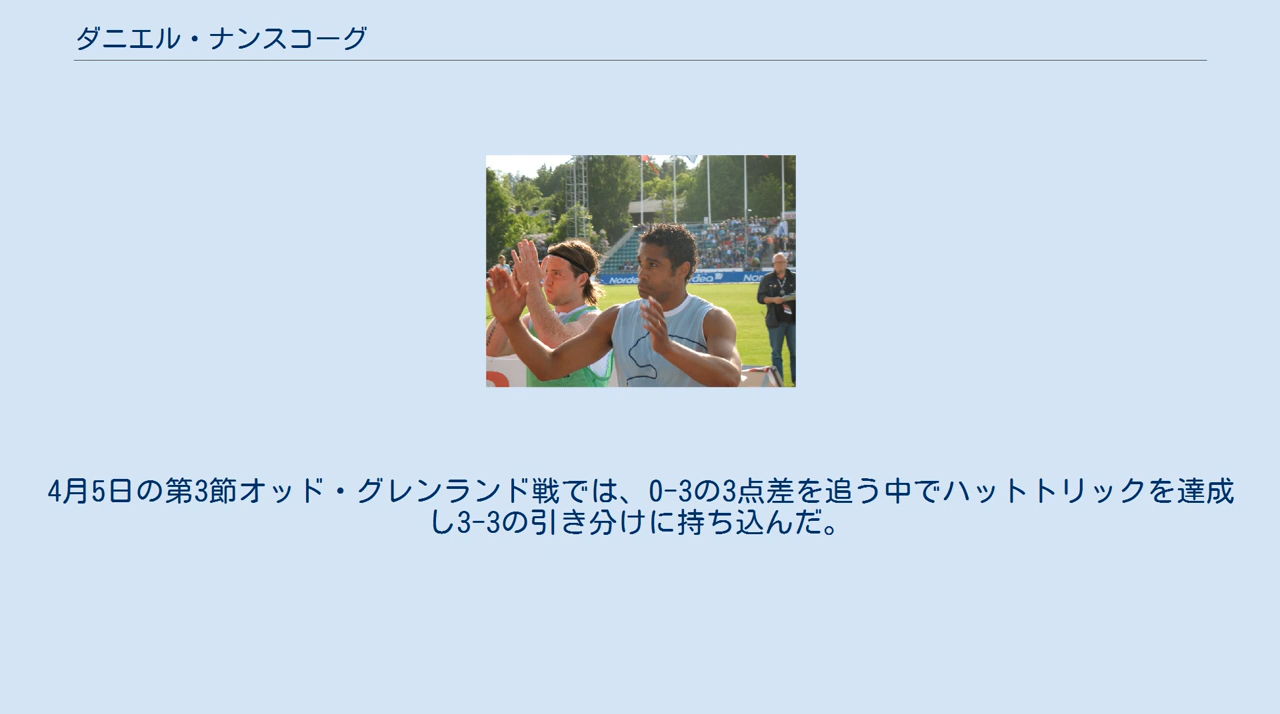 ダニエル・ナンスコーグ
Nordea
Nordea
4月5日の第3節オッド・グレンランド戦では、0-3の3点差を追う中でハットトリックを達成
し3-3の引き分けに持ち込んだ。